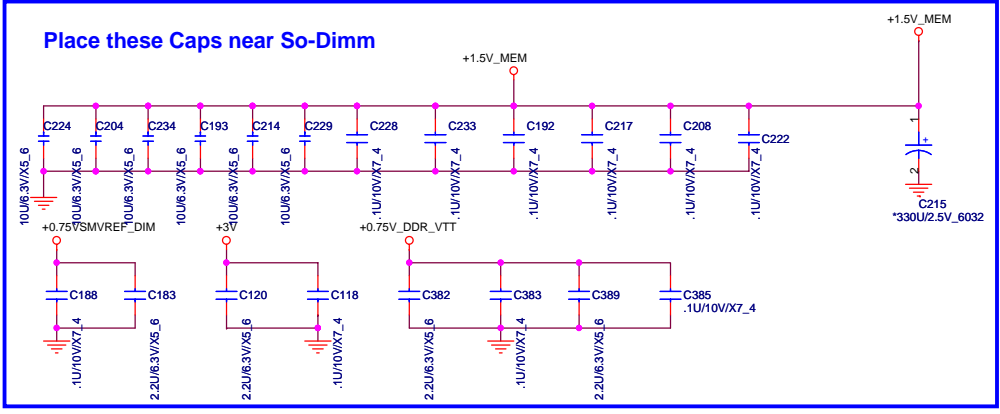 Place these Caps near So-Dimm
+1.5V_MEM
+1.5V_MEM
C224
C204
C234
C193
C214
C229
C228
C233
C192
C217
C208
C222
10U/6.3V/X5_6
10U/6.3V/X5_6
10U/6.3V/X5_6
10U/6.3V/X5_6
10U/6.3V/X5_6
10U/6.3V/X5_6
.1U/10V/X7_4
.1U/10V/X7_4
.1U/10V/X7_4
.1U/10V/X7_4
.1U/10V/X7_4
.1U/10V/X7_4
1
+
2
C215
*330U/2.5V_6032
+0.75VSMVREF_DIM
+3V
+0.75V_DDR_VTT
C188
C183
C120
C118
C382
C383
C389
C385
.1U/10V/X7_4
.1U/10V/X7_4
2.2U/6.3V/X5_6
2.2U/6.3V/X5_6
.1U/10V/X7_4
2.2U/6.3V/X5_6
.1U/10V/X7_4
2.2U/6.3V/X5_6